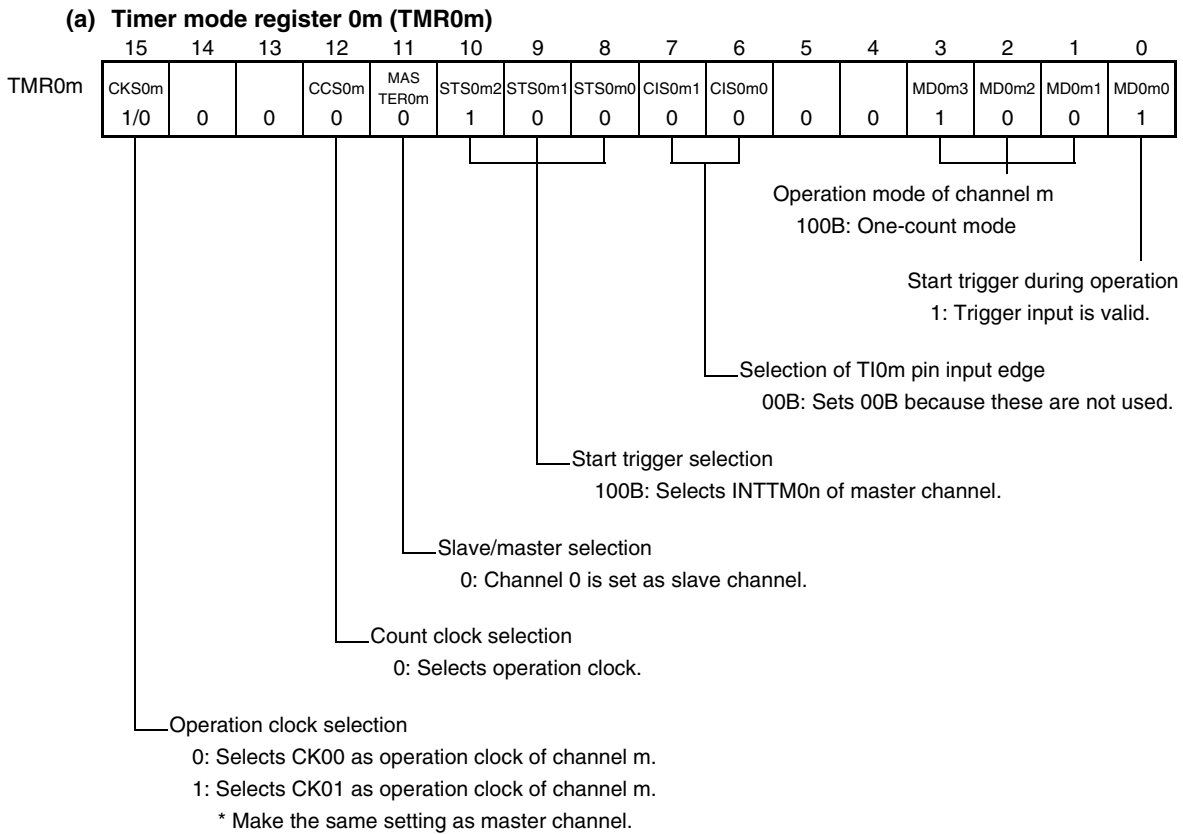 (a) Timer mode register 0m (TMR0m)
15 14 13 12 11 10 9 8 7 6 5 4 3 2 1 0
TMR0m
CKS0m CCS0m MAS TER0m STS0m2 STS0m1 STS0m0 CIS0m1 CIS0m0 MD0m3 MD0m2 MD0m1 MD0m0
1/0 0 0 0 0 1 0 0 0 0 0 0 1 0 0 1
Operation mode of channel m
100B: One-count mode
Start trigger during operation
1: Trigger input is valid.
Selection of TI0m pin input edge
00B: Sets 00B because these are not used.
Start trigger selection
100B: Selects INTTM0n of master channel.
Slave/master selection
0: Channel 0 is set as slave channel.
Count clock selection
0: Selects operation clock.
Operation clock selection
0: Selects CK00 as operation clock of channel m.
1: Selects CK01 as operation clock of channel m.
* Make the same setting as master channel.